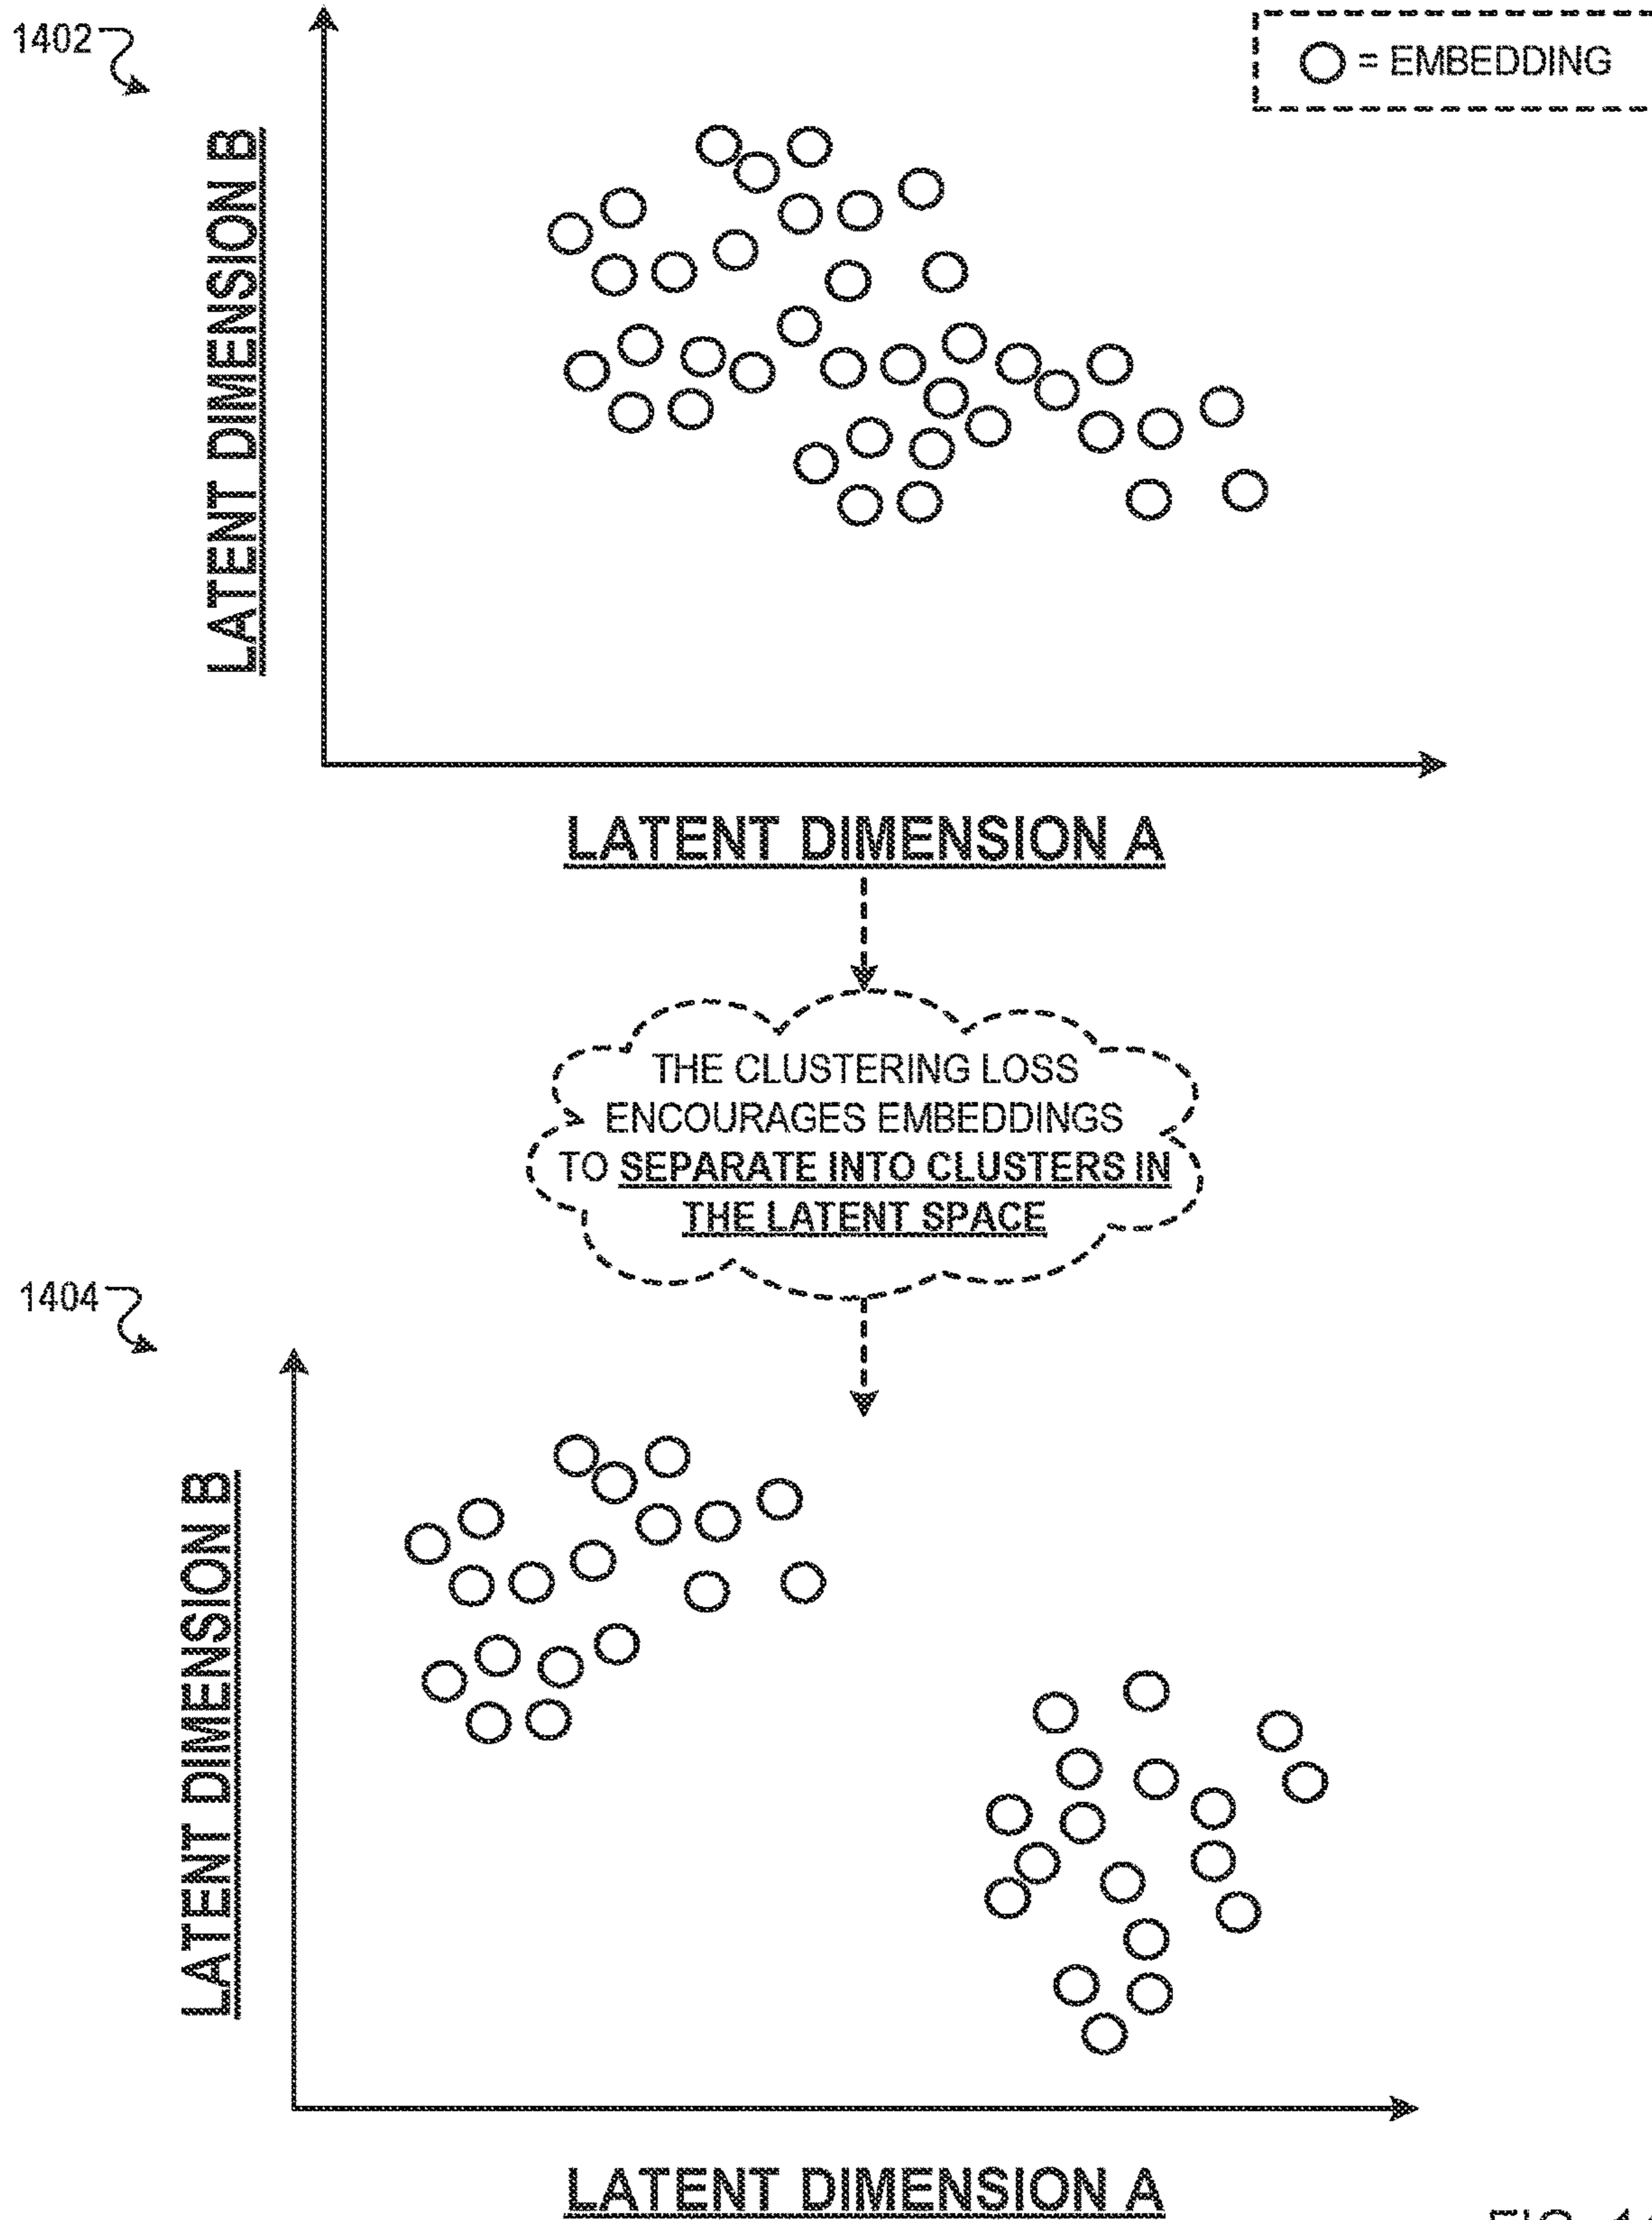 1402
= EMBEDDING
LATENT DIMENSION B
LATENT DIMENSION A
THE CLUSTERING LOSS
ENCOURAGES EMBEDDINGS
TO SEPARATE INTO CLUSTERS IN
THE LATENT SPACE
1404
LATENT DIMENSION B
LATENT DIMENSION A